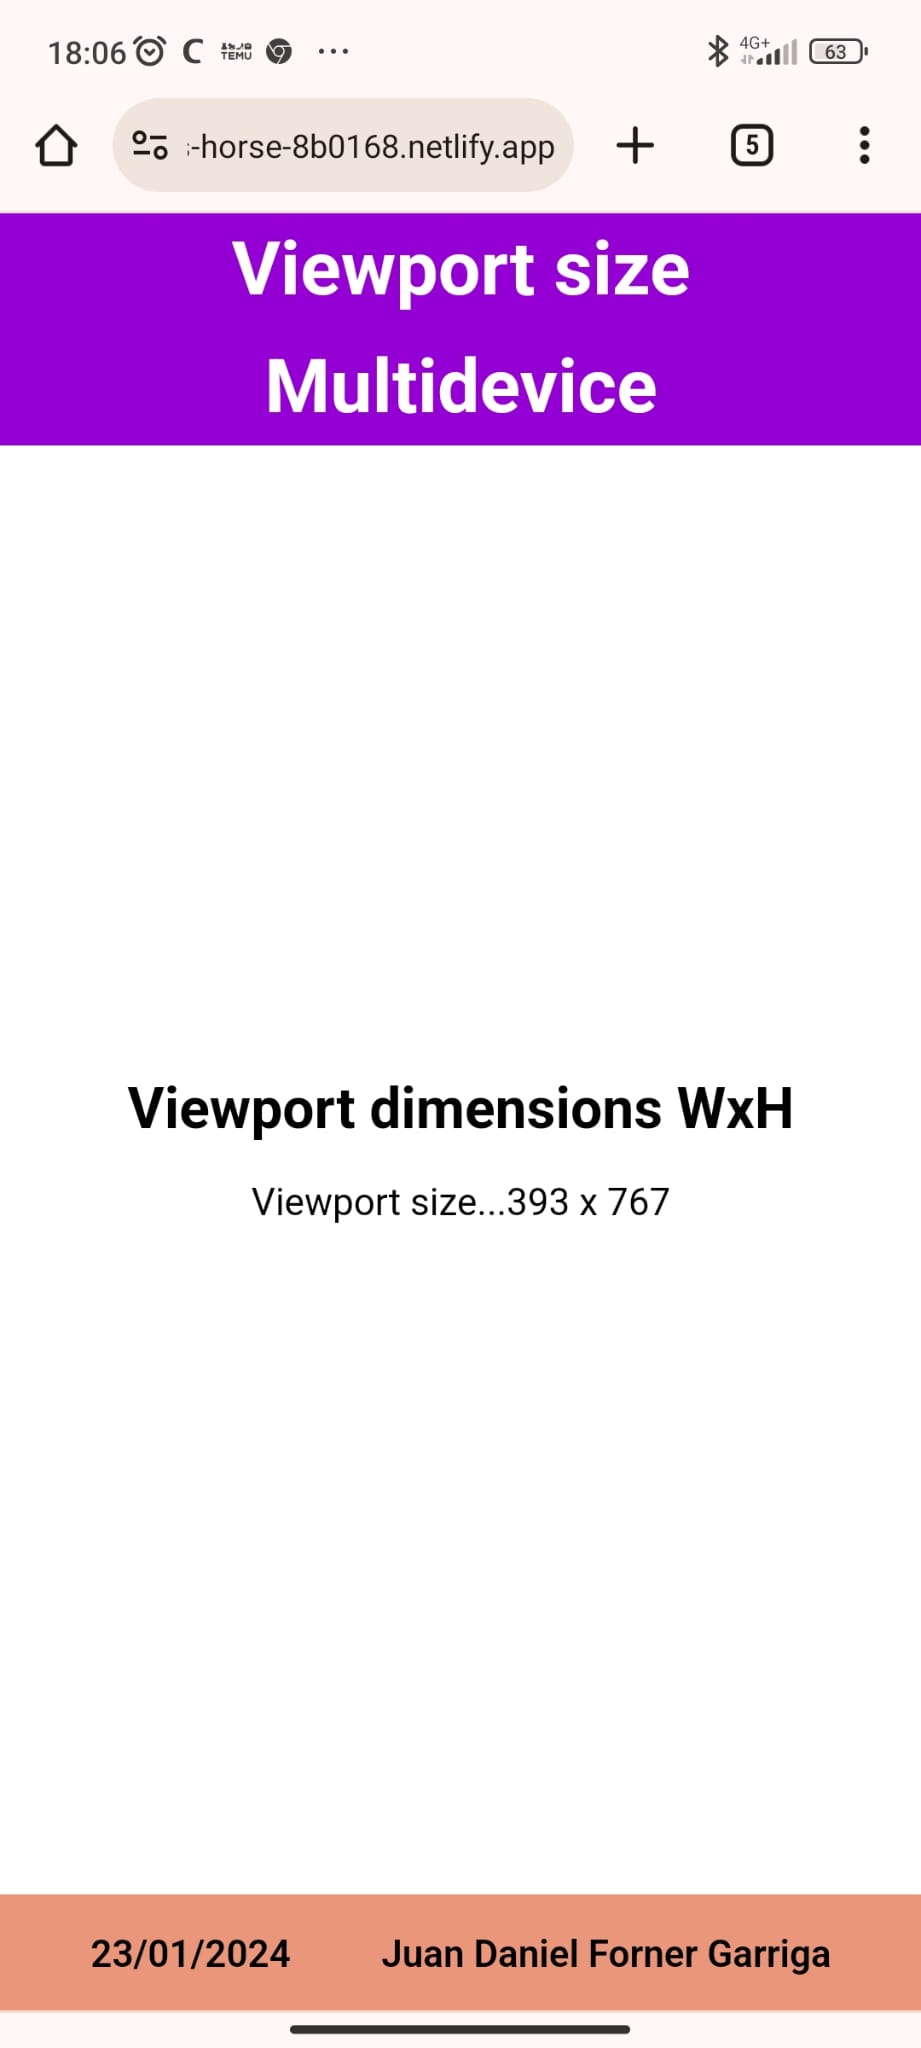 18:06 C TEMU ... 4G+ 63
-horse-8b0168.netlify.app 5
Viewport size
Multidevice
Viewport dimensions WxH
Viewport size...393 x 767
23/01/2024 Juan Daniel Forner Garriga